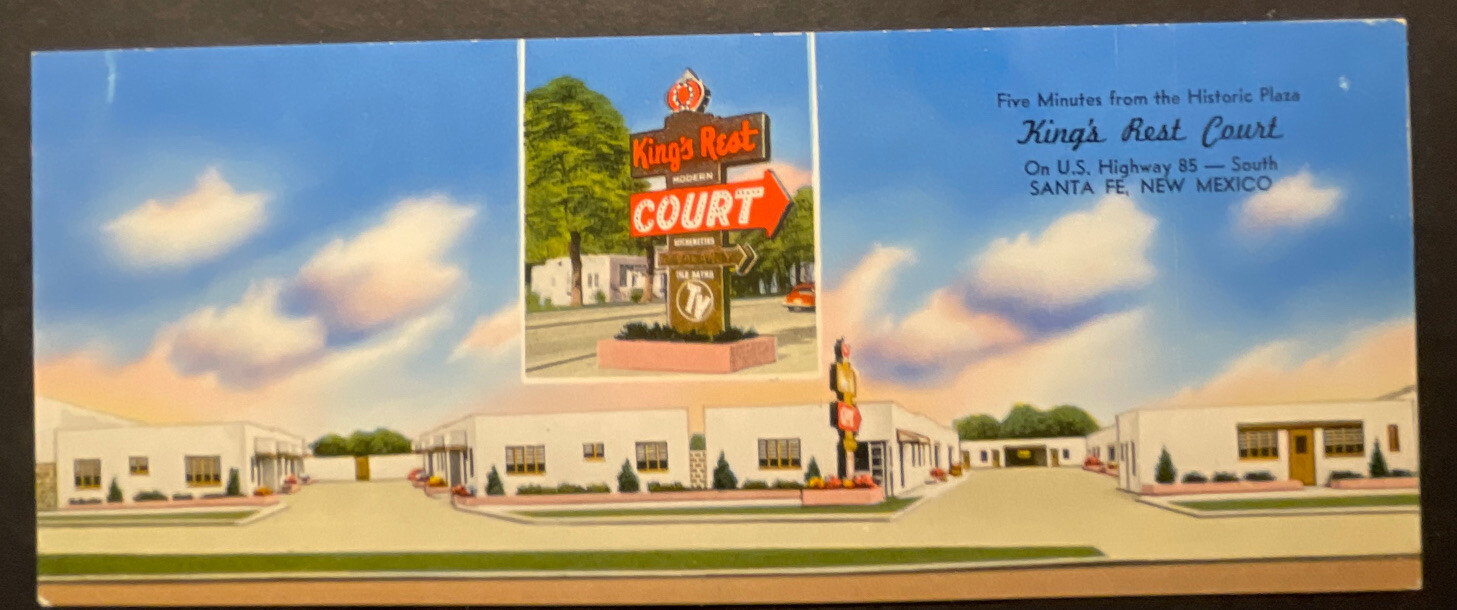 King's Rest
MODERN
COURT
KITCHENETTES
TILE BATHS
TV
Five Minutes from the Historic Plaza
King's Rest Court
On U.S. Highway 85 — South
SANTA FE, NEW MEXICO